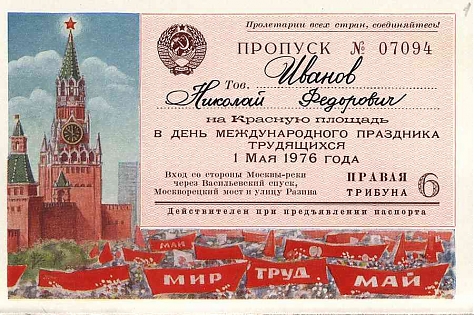 Пролетарии всех стран, соединяйтесь!
ПРОПУСК № 07094
Тов. Иванов
Николай Федорович
на Красную площадь
В ДЕНЬ МЕЖДУНАРОДНОГО ПРАЗДНИКА
ТРУДЯЩИХСЯ
1 МАЯ 1976 ГОДА
Вход со стороны Москвы-реки
через Васильевский спуск,
Москворецкий мост и улицу Разина
ПРАВАЯ
ТРИБУНА 6
Действителен при предъявлении паспорта
МАЙ
МИР ТРУД МАЙ